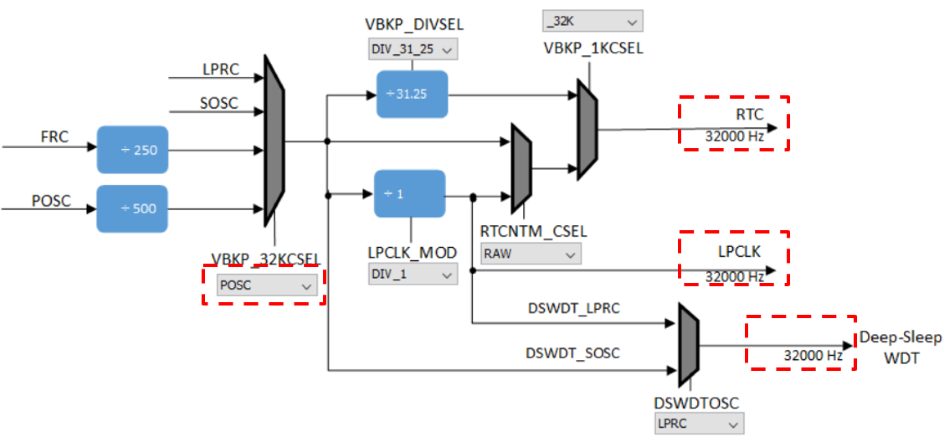 VBKP_DIVSEL
DIV_31_25
_32K
VBKP_1KCSEL
LPRC
÷31.25
SOSC
RTC
32000 Hz
FRC
÷ 250
POSC
÷ 500
÷ 1
RTCNTM_CSEL
RAW
VBKP_32KCSEL
POSC
LPCLK_MOD
DIV_1
LPCLK
32000 Hz
DSWDT_LPRC
DSWDT_SOSC
32000 Hz
Deep-Sleep
WDT
DSWDTOSC
LPRC